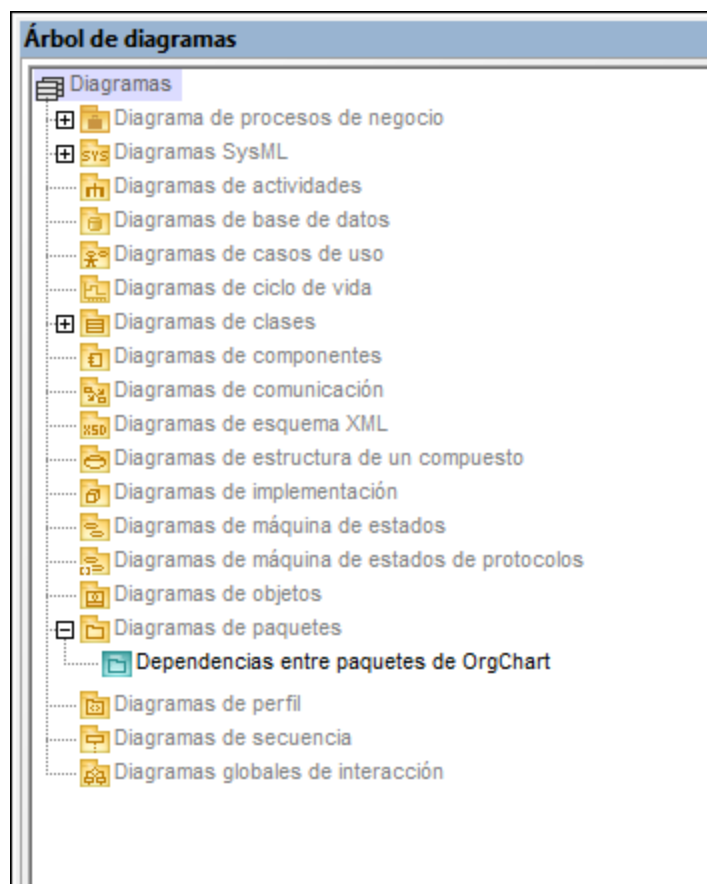 Árbol de diagramas
Diagramas
Diagrama de procesos de negocio
SYS Diagramas SysML
Diagramas de actividades
Diagramas de base de datos
Diagramas de casos de uso
Diagramas de ciclo de vida
Diagramas de clases
Diagramas de componentes
Diagramas de comunicación
XSD Diagramas de esquema XML
Diagramas de estructura de un compuesto
Diagramas de implementación
Diagramas de máquina de estados
Diagramas de máquina de estados de protocolos
Diagramas de objetos
Diagramas de paquetes
Dependencias entre paquetes de OrgChart
Diagramas de perfil
Diagramas de secuencia
Diagramas globales de interacción